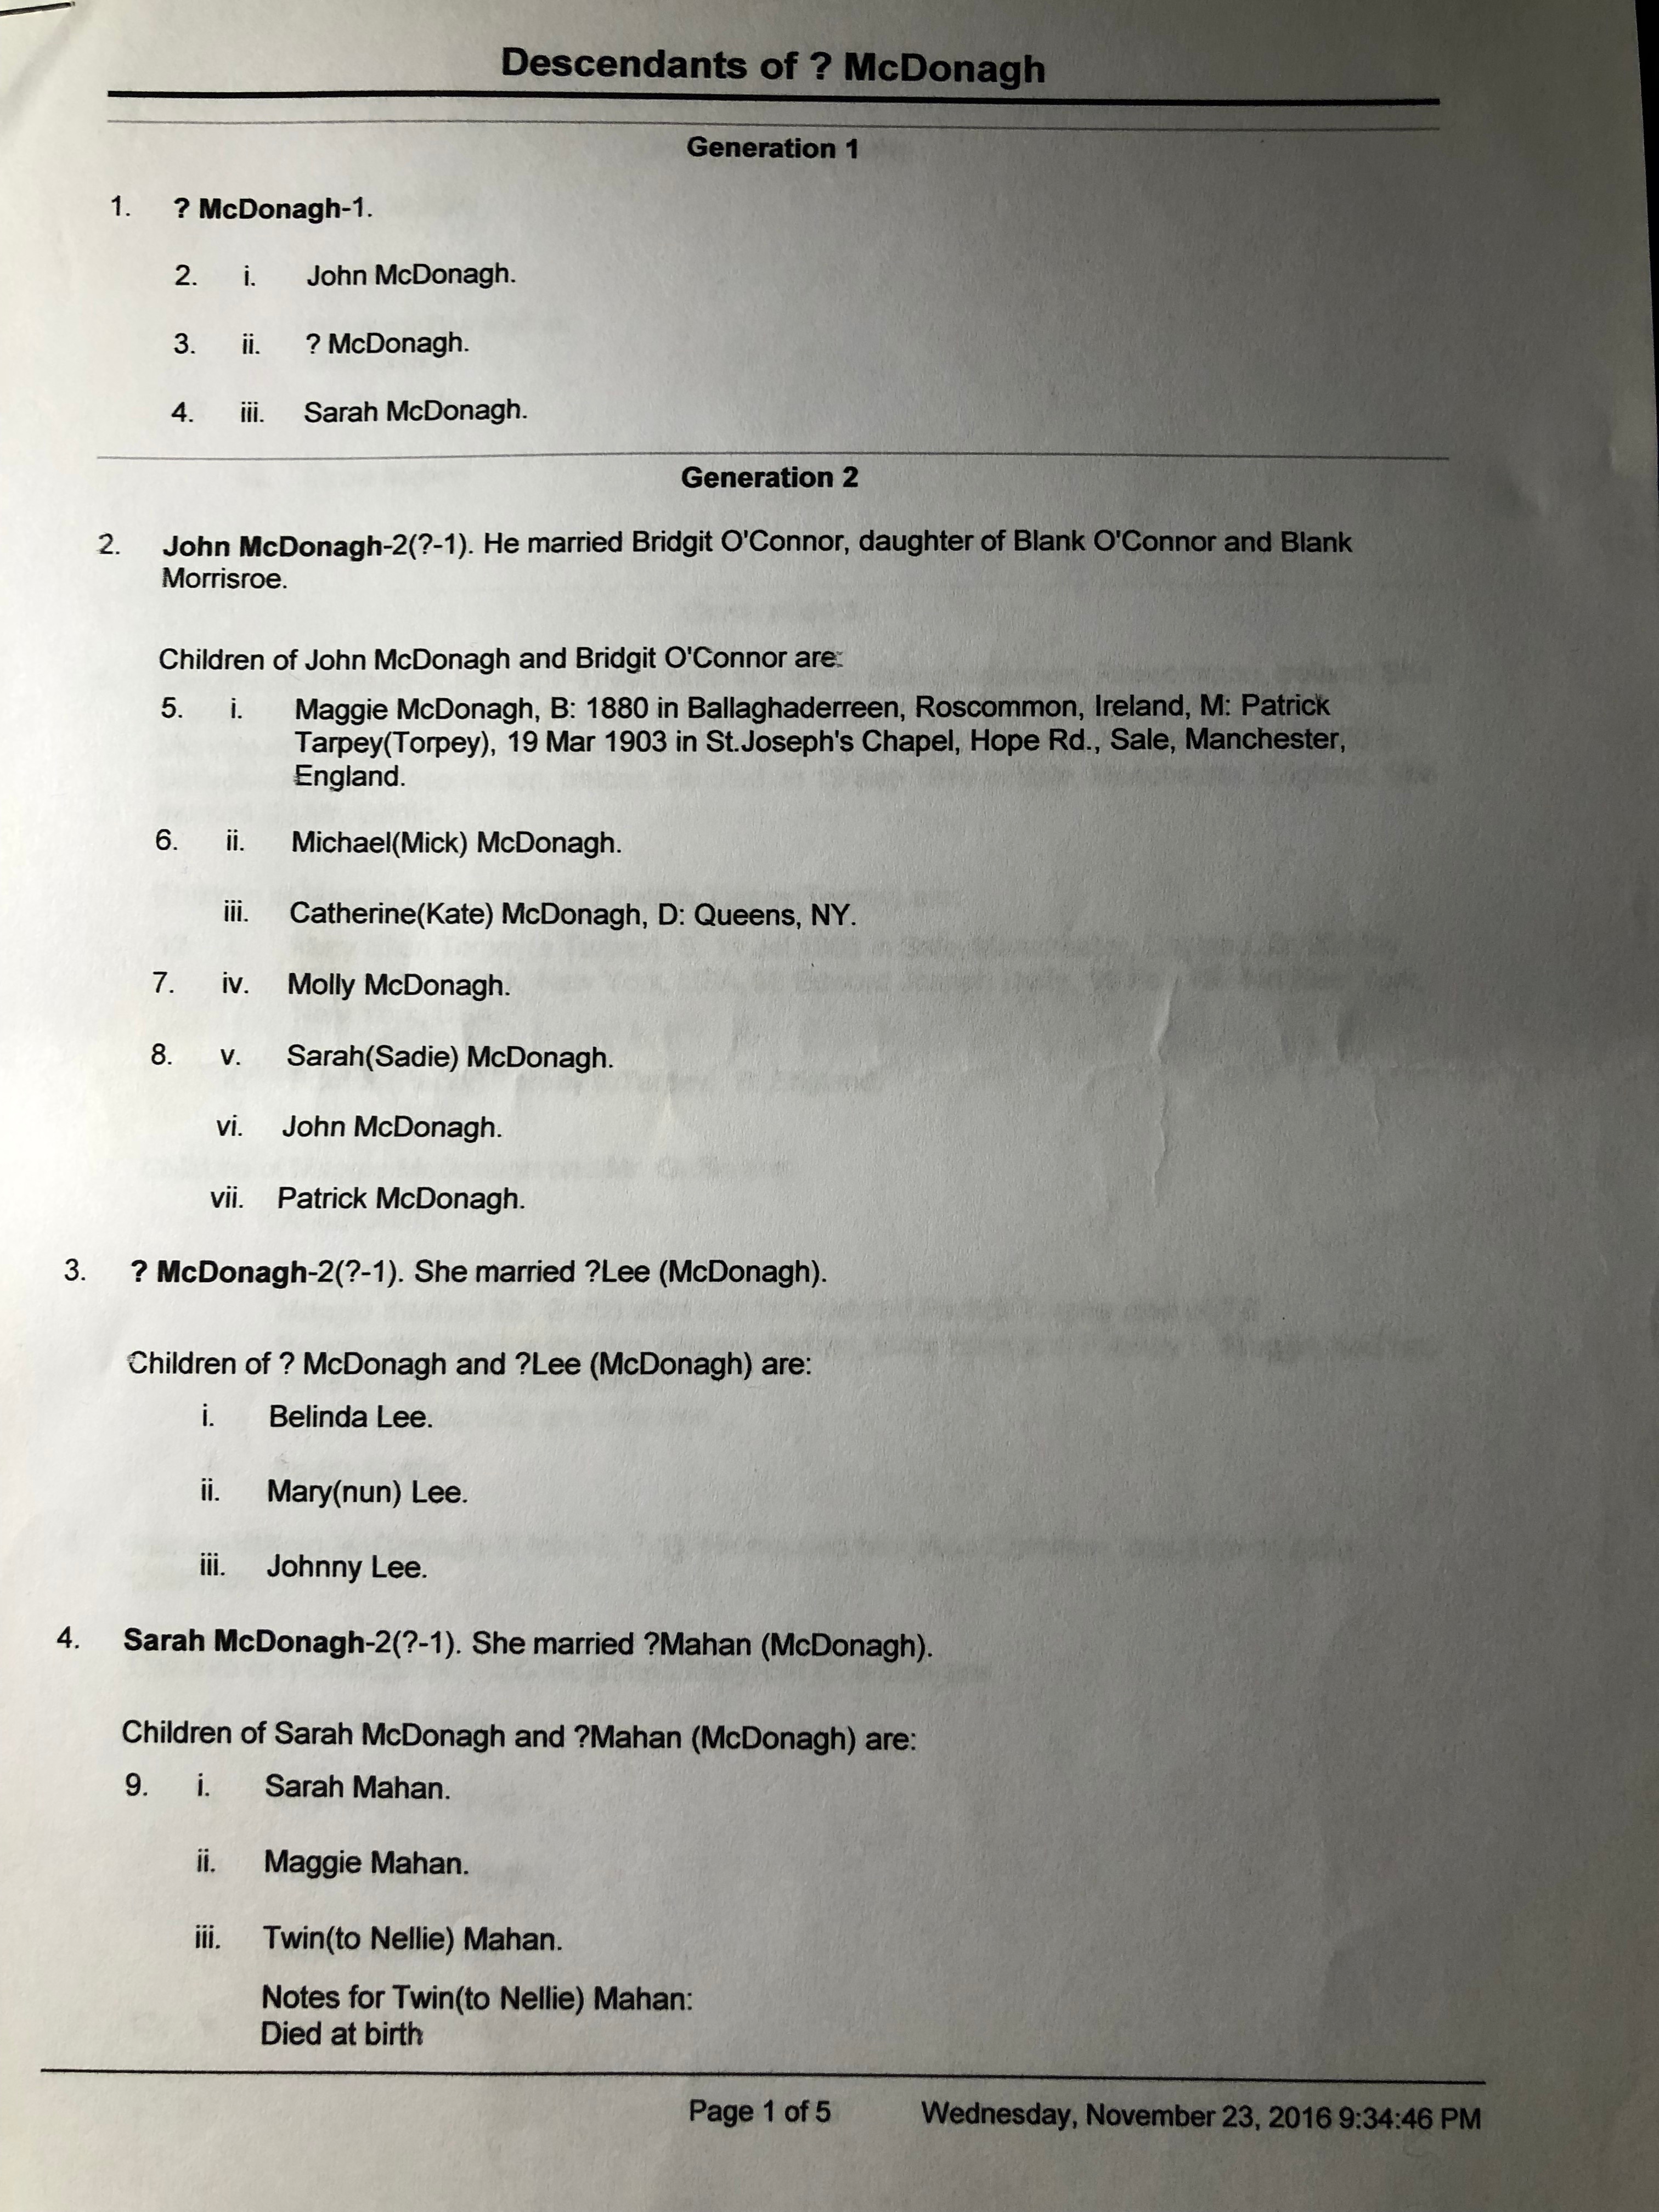 Descendants of ? McDonagh
Generation 1
1. ? McDonagh-1.
2. i. John McDonagh.
3. ii. ? McDonagh.
4. iii. Sarah McDonagh.
Generation 2
2. John McDonagh-2(?-1). He married Bridgit O'Connor, daughter of Blank O'Connor and Blank
Morrisroe.
Children of John McDonagh and Bridgit O'Connor are:
5. i. Maggie McDonagh, B: 1880 in Ballaghaderreen, Roscommon, Ireland, M: Patrick
Tarpey(Torpey), 19 Mar 1903 in St.Joseph's Chapel, Hope Rd., Sale, Manchester,
England.
6. ii. Michael(Mick) McDonagh.
iii. Catherine(Kate) McDonagh, D: Queens, NY.
7. iv. Molly McDonagh.
8. v. Sarah(Sadie) McDonagh.
vi. John McDonagh.
vii. Patrick McDonagh.
3. ? McDonagh-2(?-1). She married ?Lee (McDonagh).
Children of ? McDonagh and ?Lee (McDonagh) are:
i. Belinda Lee.
ii. Mary(nun) Lee.
iii. Johnny Lee.
4. Sarah McDonagh-2(?-1). She married ?Mahan (McDonagh).
Children of Sarah McDonagh and ?Mahan (McDonagh) are:
9. i. Sarah Mahan.
ii. Maggie Mahan.
iii. Twin(to Nellie) Mahan.
Notes for Twin(to Nellie) Mahan:
Died at birth
Page 1 of 5 Wednesday, November 23, 2016 9:34:46 PM